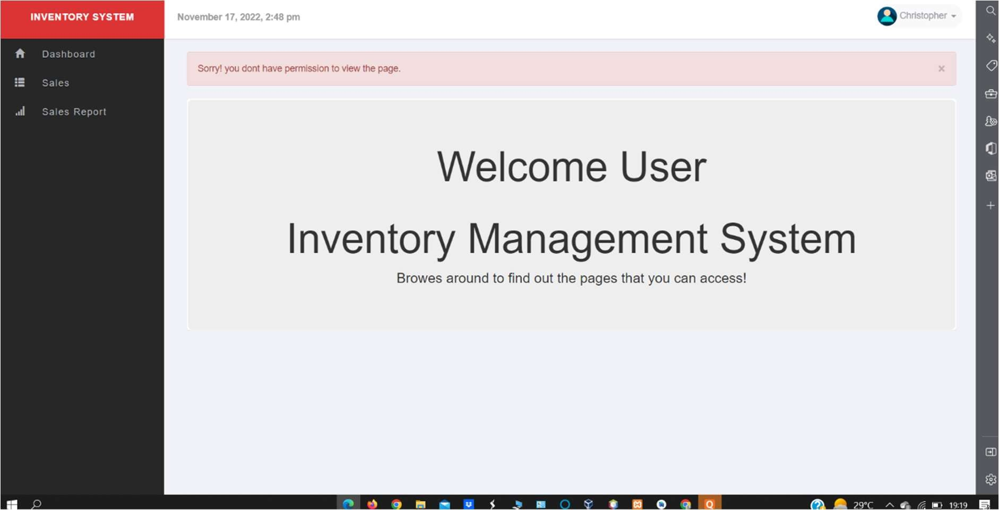 INVENTORY SYSTEM
November 17, 2022, 2:48 pm
Christopher
Dashboard
Sales
Sales Report
Sorry! you dont have permission to view the page.
×
Welcome User
Inventory Management System
Browes around to find out the pages that you can access!
29°C
19:19